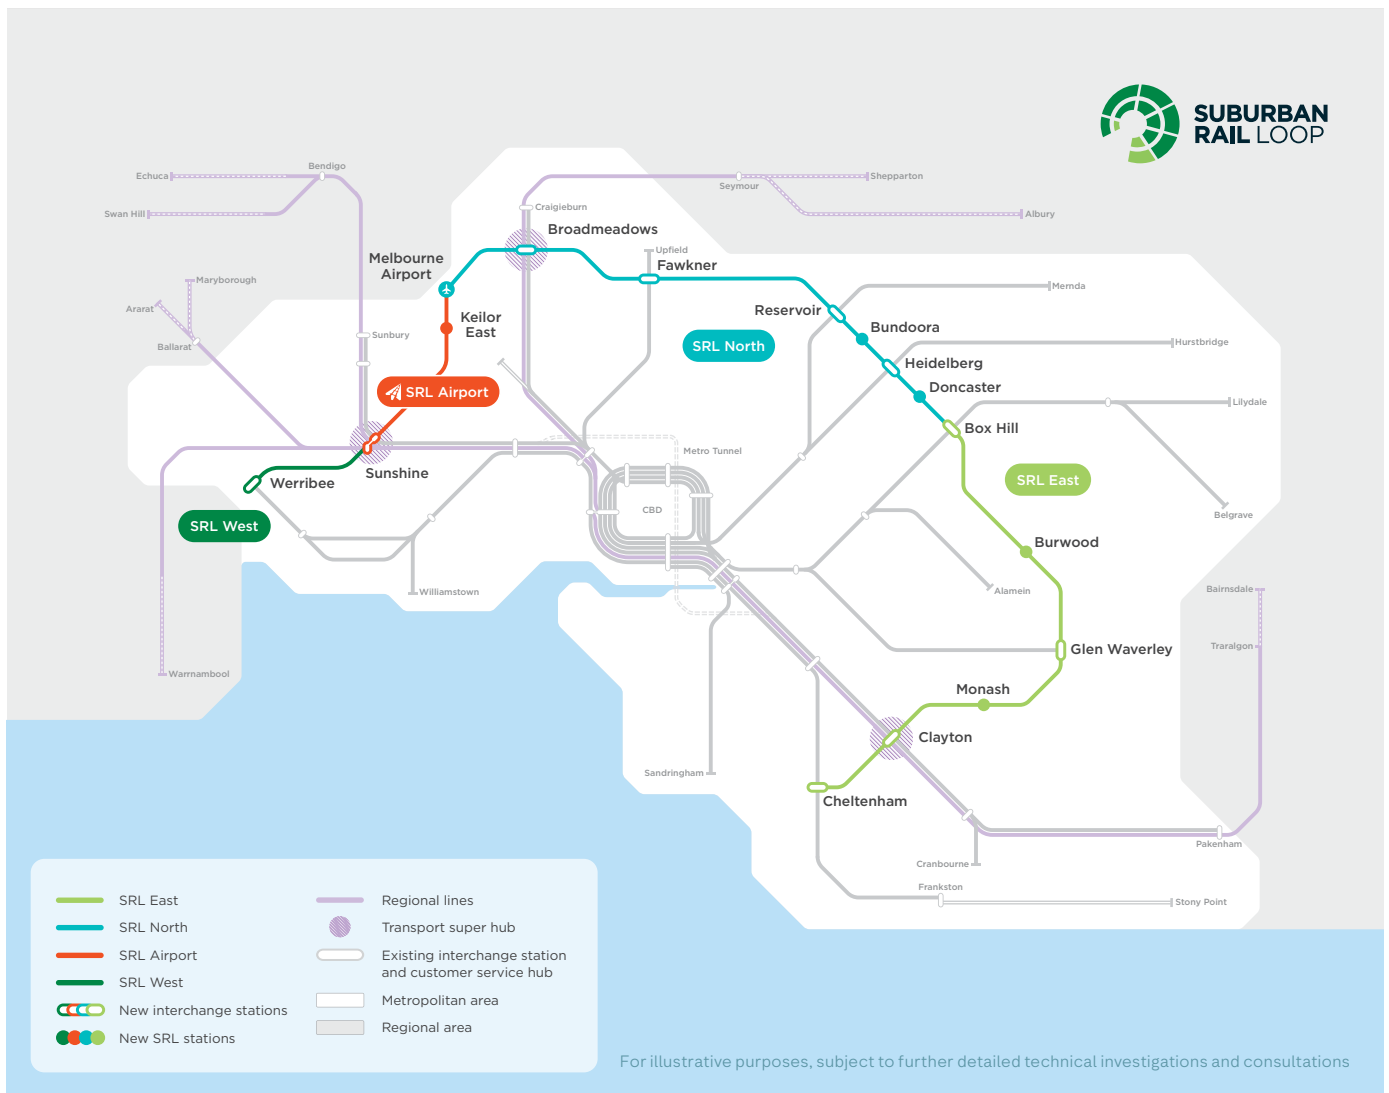 SUBURBAN
RAIL LOOP
Echuca
Bendigo
Swan Hill
Craigieburn
Seymour
Shepparton
Albury
Broadmeadows
Melbourne
Airport
Upfield
Fawkner
Maryborough
Ararat
Ballarat
Sunbury
Keilor
East
Reservoir
Mernda
SRL North
Bundoora
Hurstbridge
Heidelberg
SRL Airport
Doncaster
Lilydale
Box Hill
Metro Tunnel
Sunshine
Werribee
SRL East
CBD
SRL West
Belgrave
Burwood
Williamstown
Alamein
Bairnsdale
Glen Waverley
Traralgon
Warrnambool
Monash
Clayton
Sandringham
Cheltenham
Pakenham
Cranbourne
Frankston
Stony Point
SRL East
SRL North
SRL Airport
SRL West
New interchange stations
New SRL stations
Regional lines
Transport super hub
Existing interchange station
and customer service hub
Metropolitan area
Regional area
For illustrative purposes, subject to further detailed technical investigations and consultations